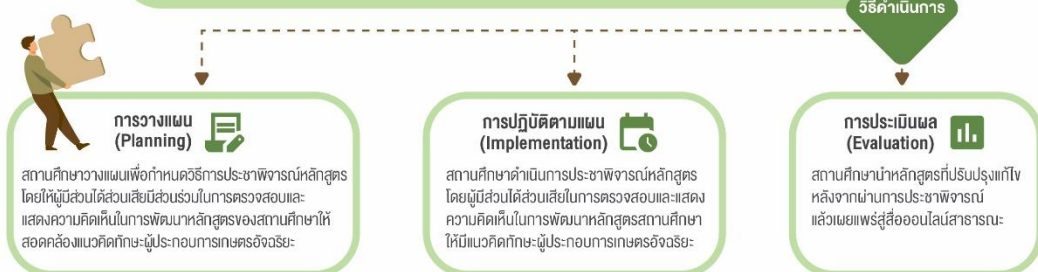 วิธีดำเนินการ
การวางแผน
(Planning)
สถานศึกษาวางแผนเพื่อกำหนดวิธีการประชาพิจารณ์หลักสูตร
โดยให้ผู้มีส่วนได้ส่วนเสียมีส่วนร่วมในการตรวจสอบและ
แสดงความคิดเห็นในการพัฒนาหลักสูตรของสถานศึกษาให้
สอดคล้องแนวคิดทักษะผู้ประกอบการเกษตรอัจฉริยะ
การปฏิบัติตามแผน
(Implementation)
สถานศึกษาดำเนินการประชาพิจารณ์หลักสูตร
โดยผู้มีส่วนได้ส่วนเสียในการตรวจสอบและแสดง
ความคิดเห็นในการพัฒนาหลักสูตรสถานศึกษา
ให้มีแนวคิดทักษะผู้ประกอบการเกษตรอัจฉริยะ
การประเมินผล
(Evaluation)
สถานศึกษานำหลักสูตรที่ปรับปรุงแก้ไข
หลังจากผ่านการประชาพิจารณ์
แล้วเผยแพร่สู่สื่อออนไลน์สาธารณะ